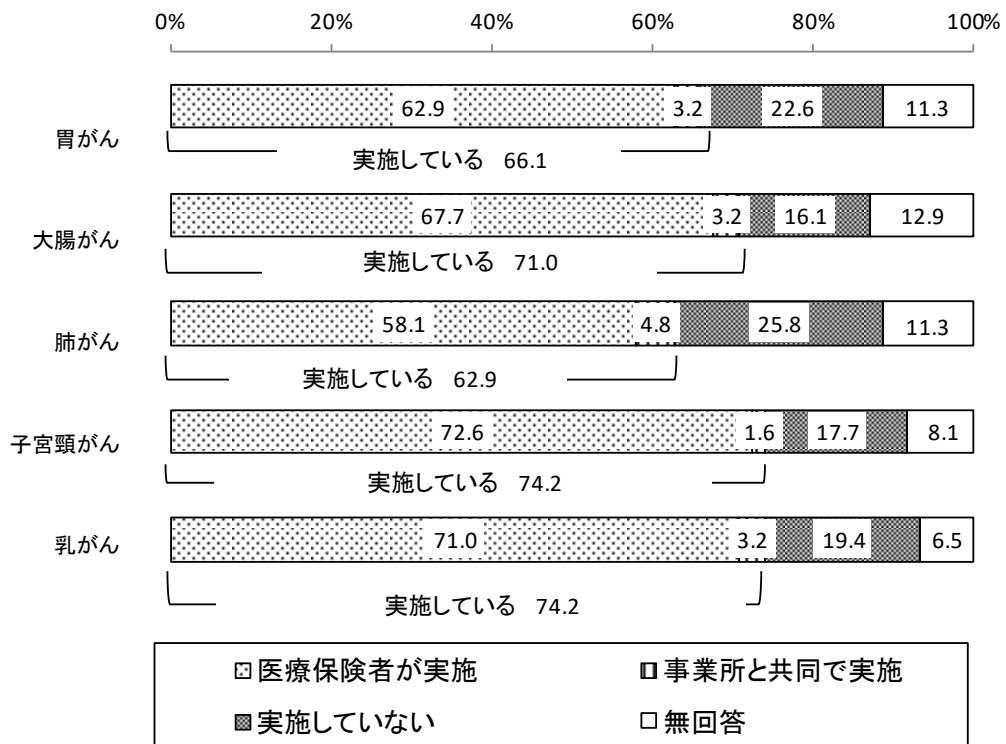 0% 20% 40% 60% 80% 100%
胃がん 62.9 3.2 22.6 11.3
実施している 66.1
大腸がん 67.7 3.2 16.1 12.9
実施している 71.0
肺がん 58.1 4.8 25.8 11.3
実施している 62.9
子宮頸がん 72.6 1.6 17.7 8.1
実施している 74.2
乳がん 71.0 3.2 19.4 6.5
実施している 74.2
医療保険者が実施 事業所と共同で実施
実施していない 無回答